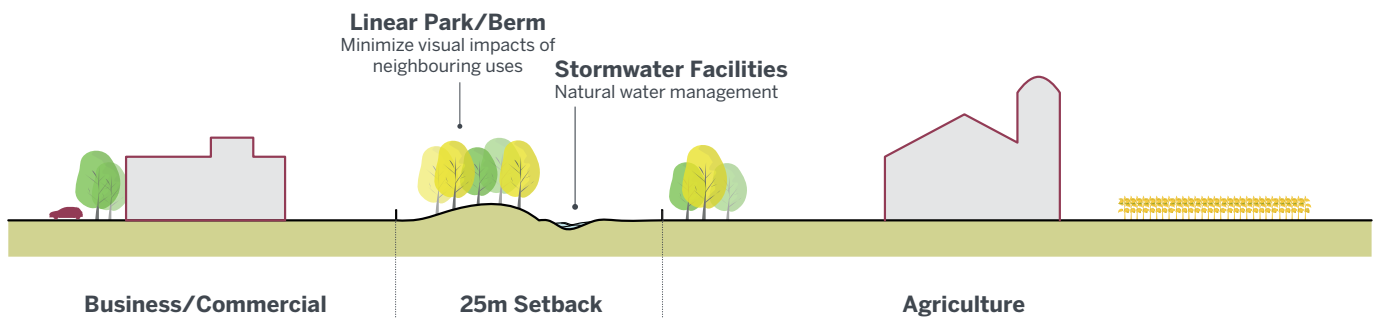 Linear Park/Berm
Minimize visual impacts of
neighbouring uses
Stormwater Facilities
Natural water management
Business/Commercial
25m Setback
Agriculture